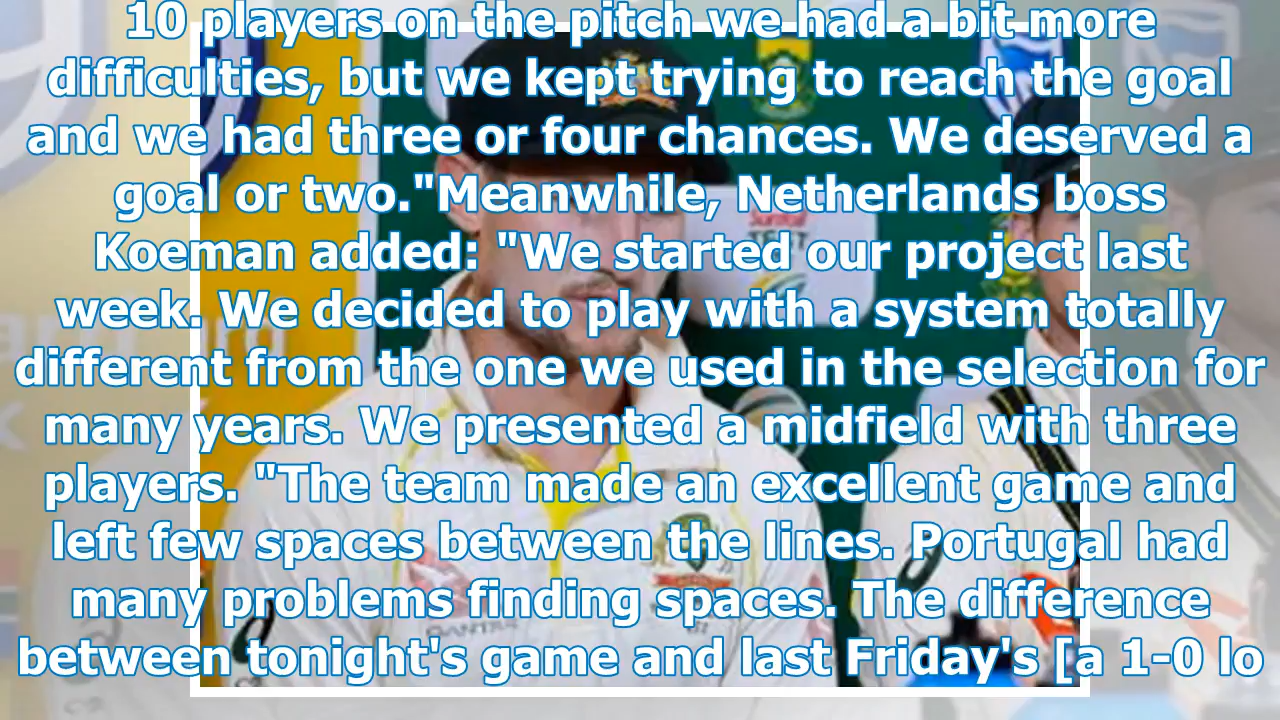 10 players on the pitch we had a bit more
difficulties, but we kept trying to reach the goal
and we had three or four chances. We deserved a
goal or two."Meanwhile, Netherlands boss
Koeman added: "We started our project last
week. We decided to play with a system totally
different from the one we used in the selection for
many years. We presented a midfield with three
players. "The team made an excellent game and
left few spaces between the lines. Portugal had
many problems finding spaces. The difference
between tonight's game and last Friday's [a 1-0 lo
QANTAS